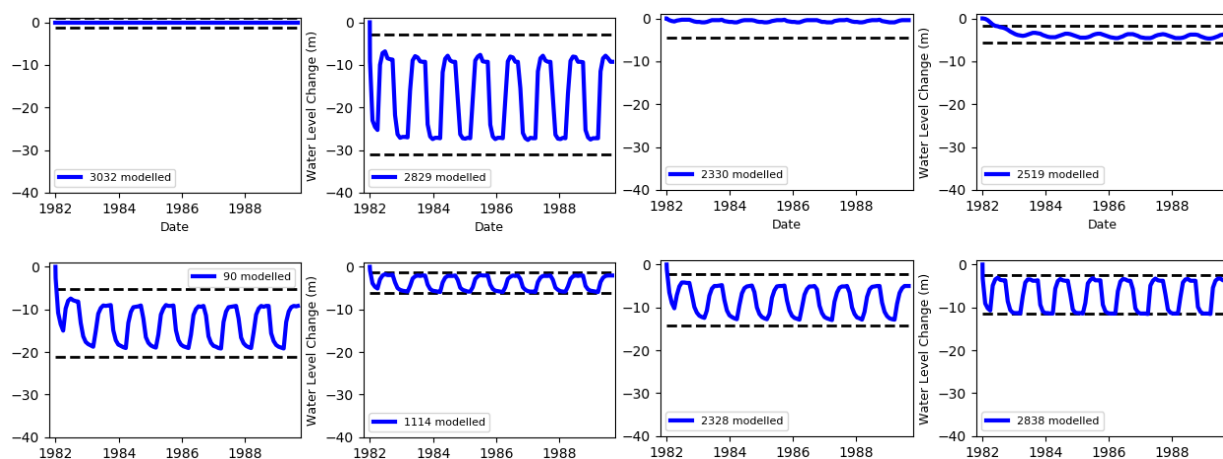 0
−10
−20
−30
−40
3032 modelled
1982 1984 1986 1988
Date
Water Level Change (m)
0
−10
−20
−30
−40
2829 modelled
1982 1984 1986 1988
Date
0
−10
−20
−30
−40
2330 modelled
1982 1984 1986 1988
Date
Water Level Change (m)
0
−10
−20
−30
−40
2519 modelled
1982 1984 1986 1988
Date
0
−10
−20
−30
−40
90 modelled
1982 1984 1986 1988
Water Level Change (m)
0
−10
−20
−30
−40
1114 modelled
1982 1984 1986 1988
0
−10
−20
−30
−40
2328 modelled
1982 1984 1986 1988
Water Level Change (m)
0
−10
−20
−30
−40
2838 modelled
1982 1984 1986 1988